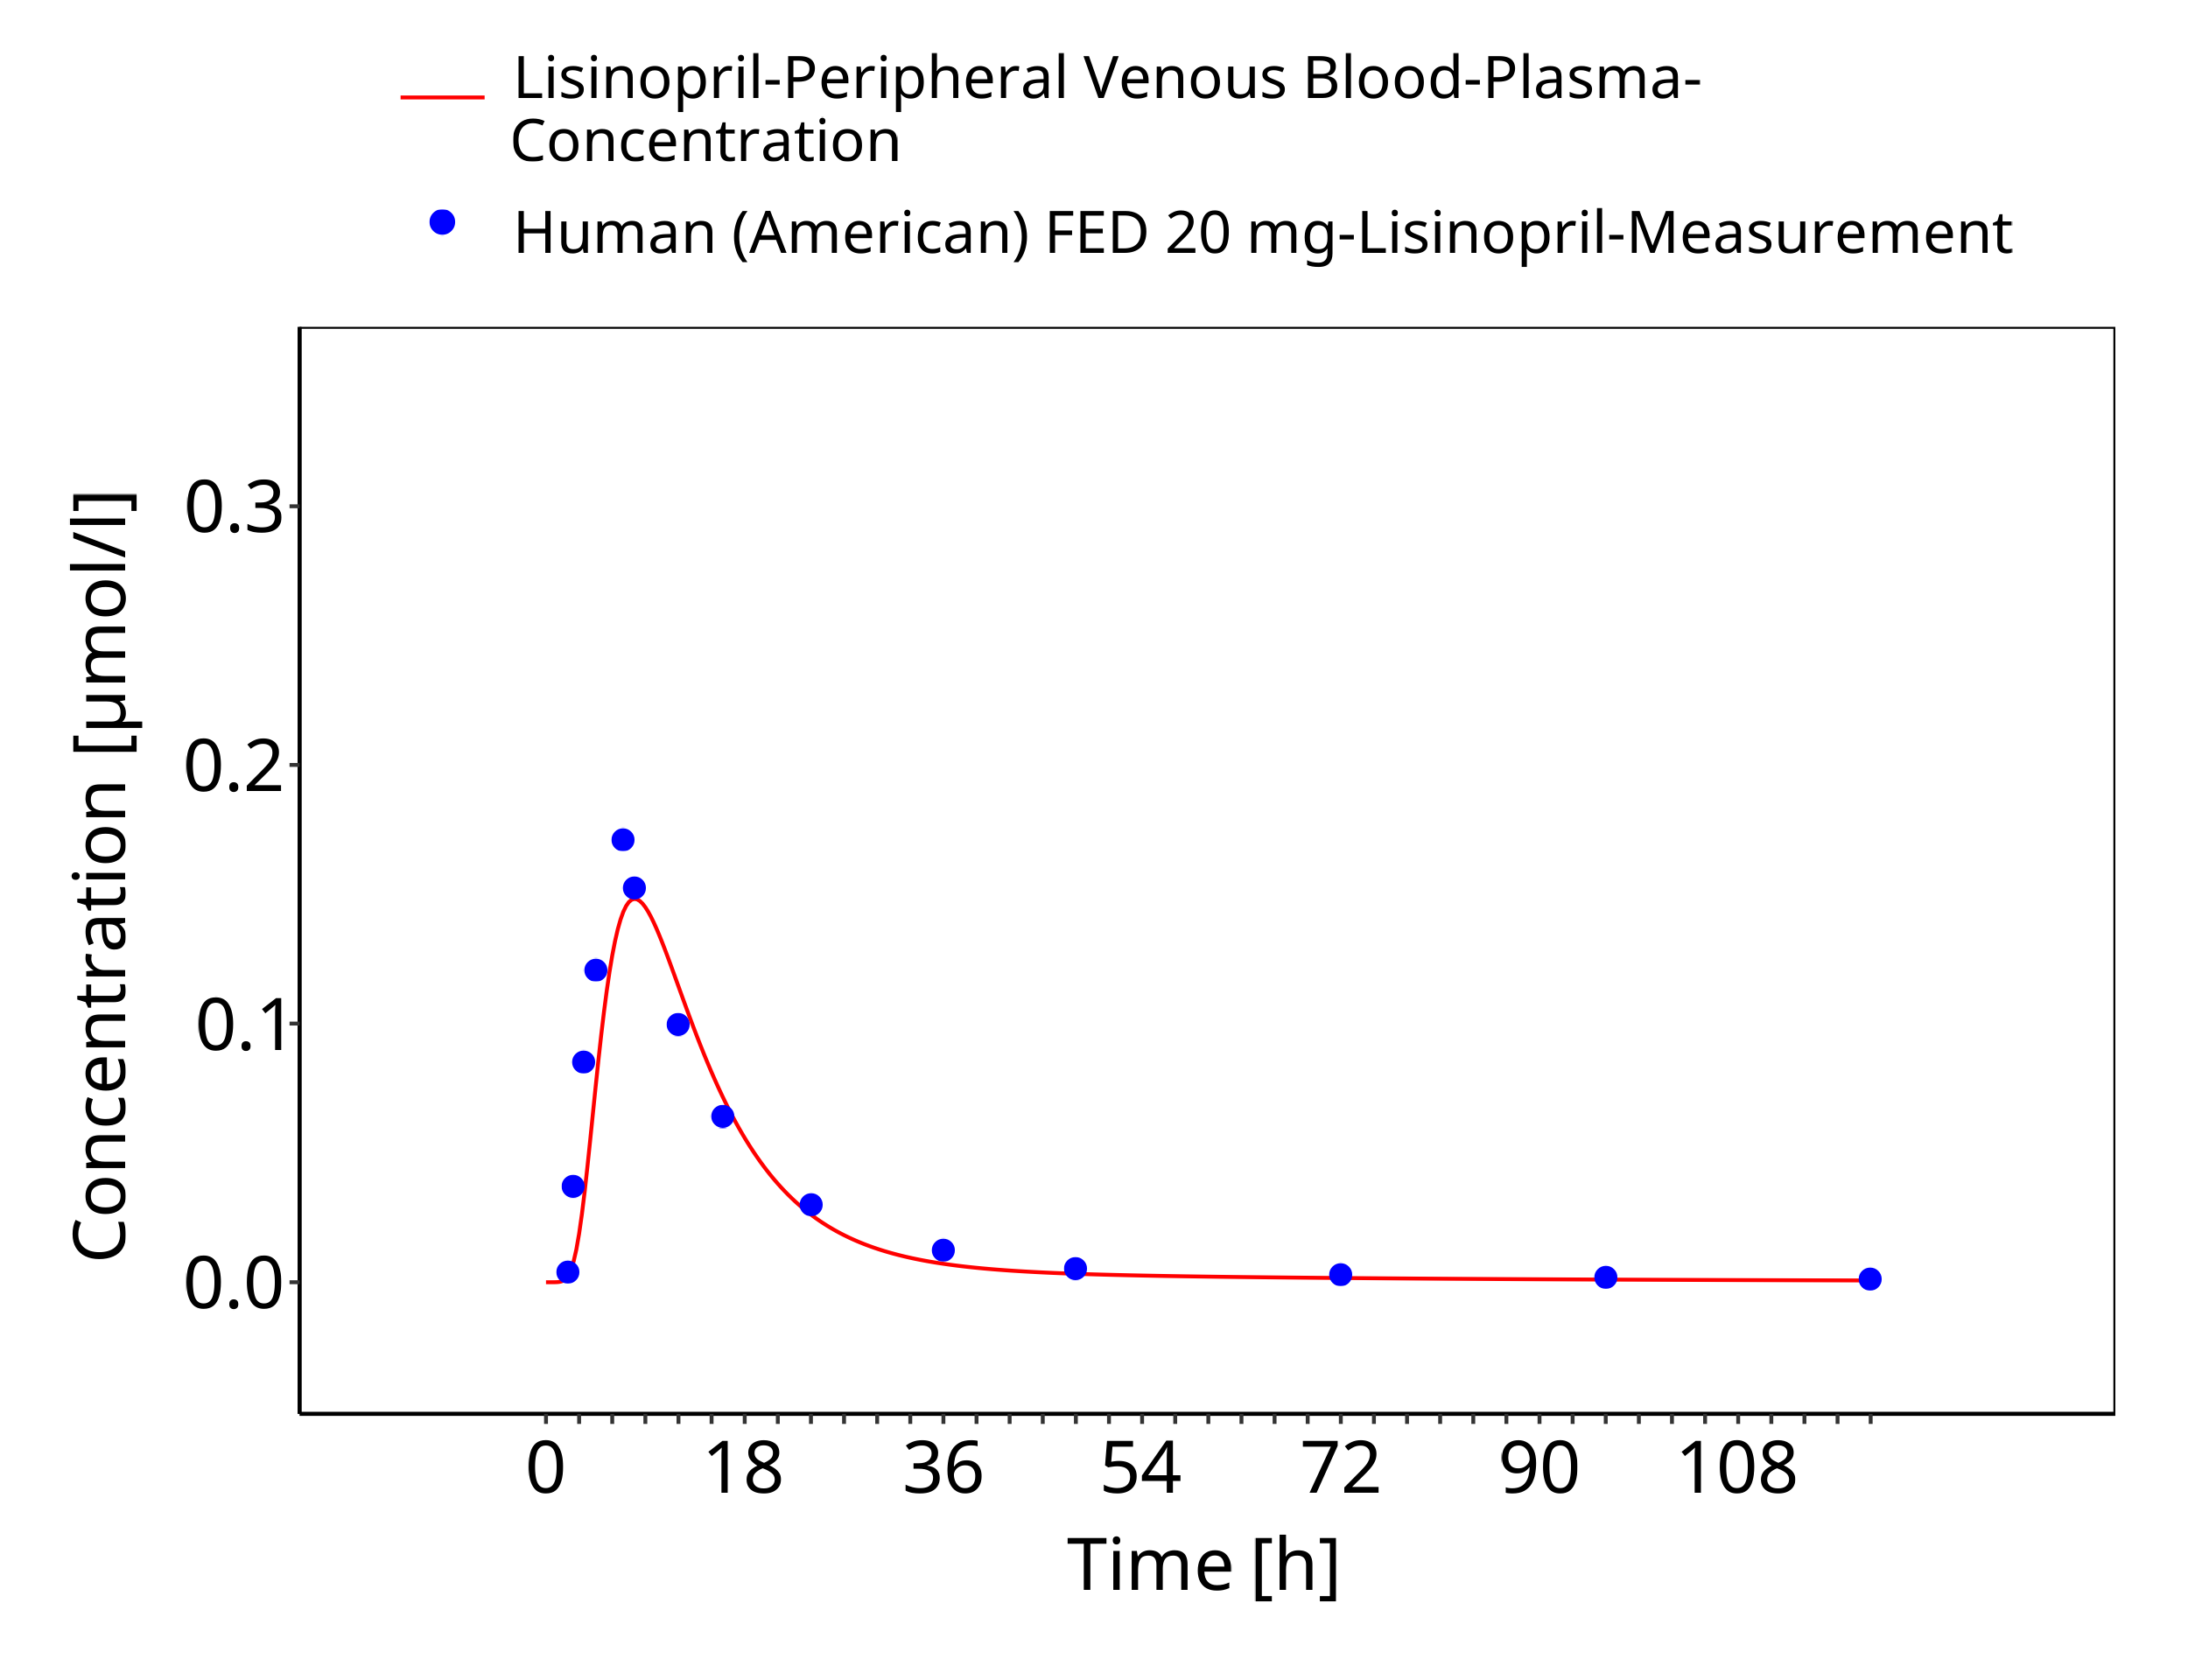 Lisinopril-Peripheral Venous Blood-Plasma-
Concentration
Human (American) FED 20 mg-Lisinopril-Measurement
Concentration [µmol/l]
0.3
0.2
0.1
0.0
0 18 36 54 72 90 108
Time [h]